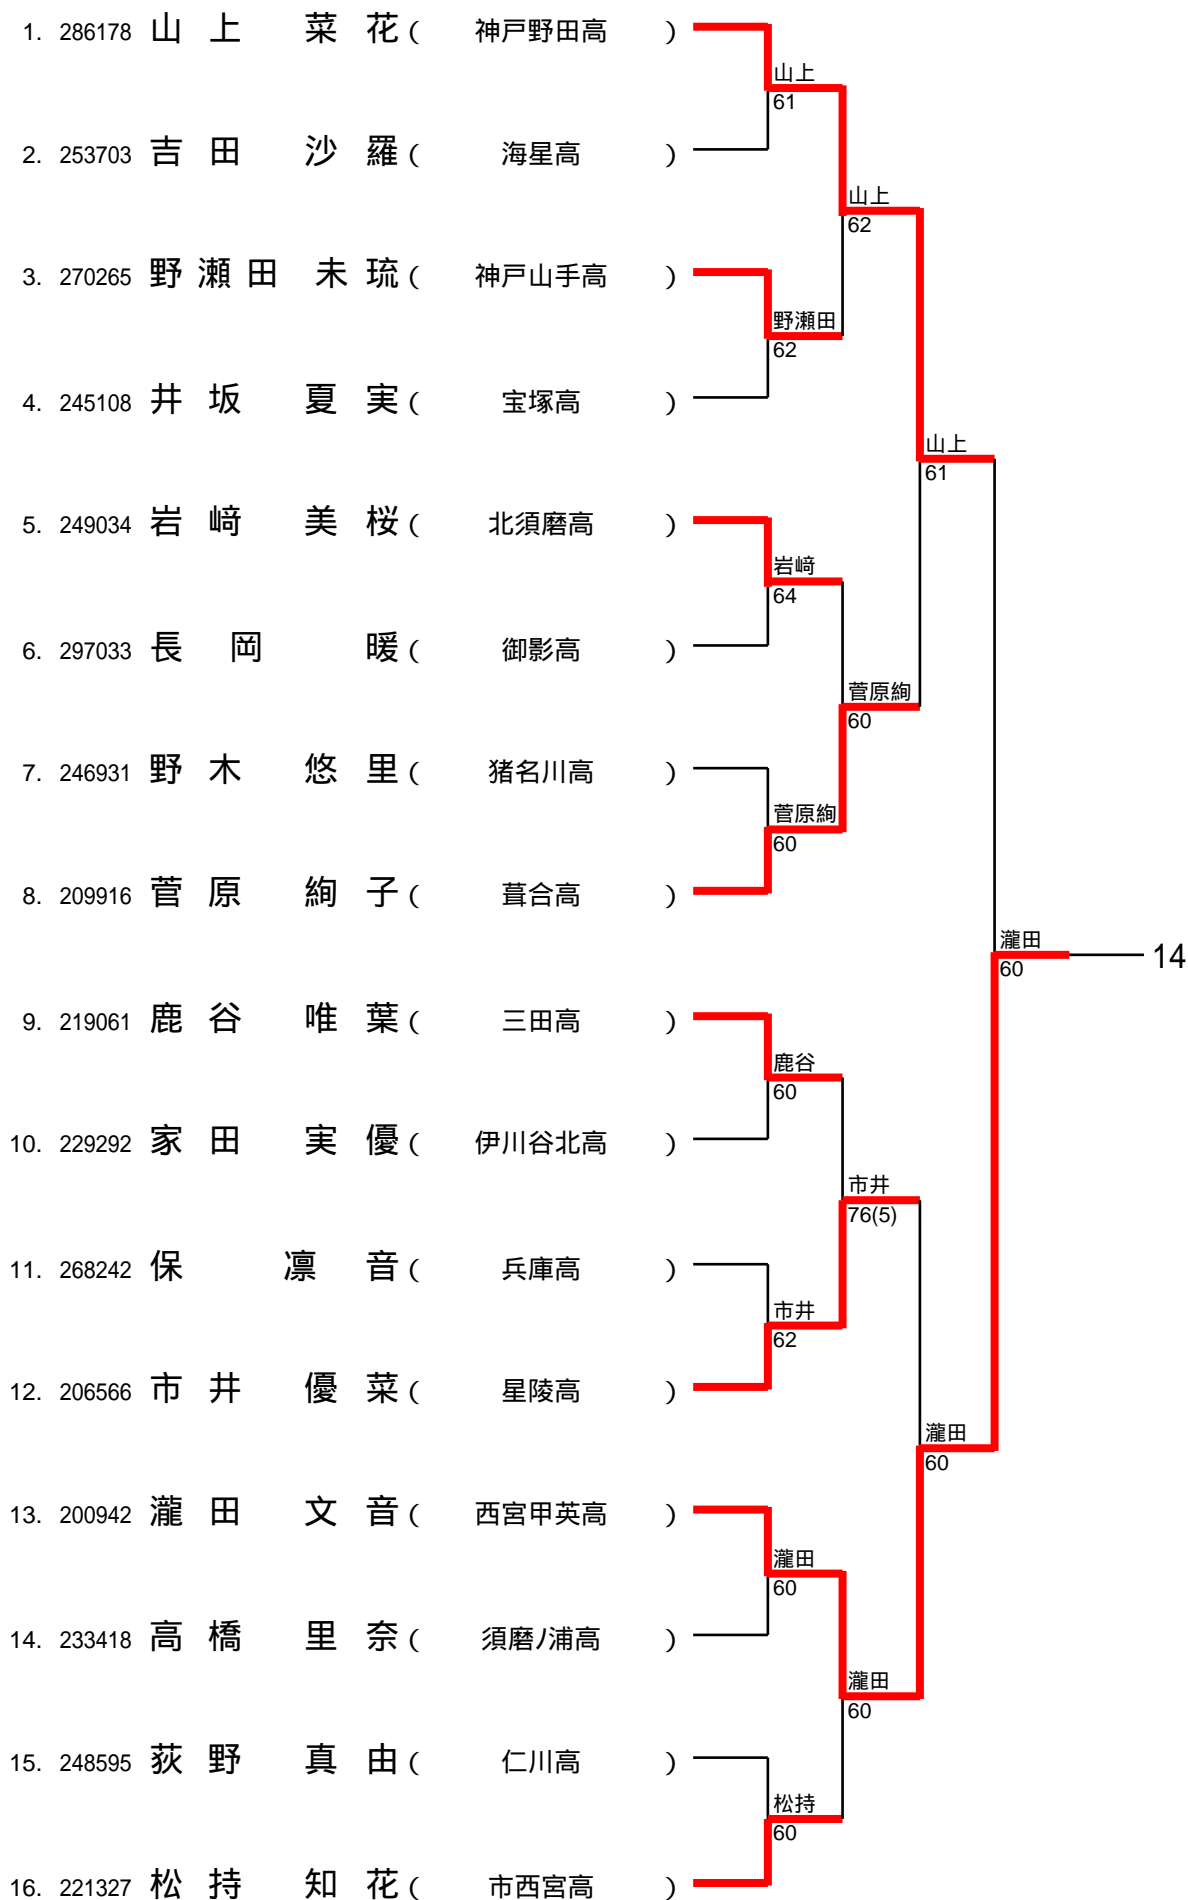 1. 286178 山上 菜花 ( 神戸野田高 )
山上
61
2. 253703 吉田 沙羅 ( 海星高 )
山上
62
3. 270265 野瀬田 未琉 ( 神戸山手高 )
野瀬田
62
4. 245108 井坂 夏実 ( 宝塚高 )
山上
61
5. 249034 岩﨑 美桜 ( 北須磨高 )
岩﨑
64
6. 297033 長岡 暖 ( 御影高 )
菅原絢
60
7. 246931 野木 悠里 ( 猪名川高 )
菅原絢
60
8. 209916 菅原 絢子 ( 葺合高 )
瀧田
60
14
9. 219061 鹿谷 唯葉 ( 三田高 )
鹿谷
60
10. 229292 家田 実優 ( 伊川谷北高 )
市井
76(5)
11. 268242 保 凛音 ( 兵庫高 )
市井
62
12. 206566 市井 優菜 ( 星陵高 )
瀧田
60
13. 200942 瀧田 文音 ( 西宮甲英高 )
瀧田
60
14. 233418 高橋 里奈 ( 須磨ノ浦高 )
瀧田
60
15. 248595 荻野 真由 ( 仁川高 )
松持
60
16. 221327 松持 知花 ( 市西宮高 )